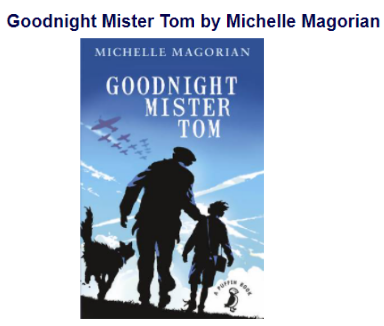 Goodnight Mister Tom by Michelle Magorian
MICHELLE MAGORIAN
GOODNIGHT
MISTER
TOM
A PUFFIN BOOK